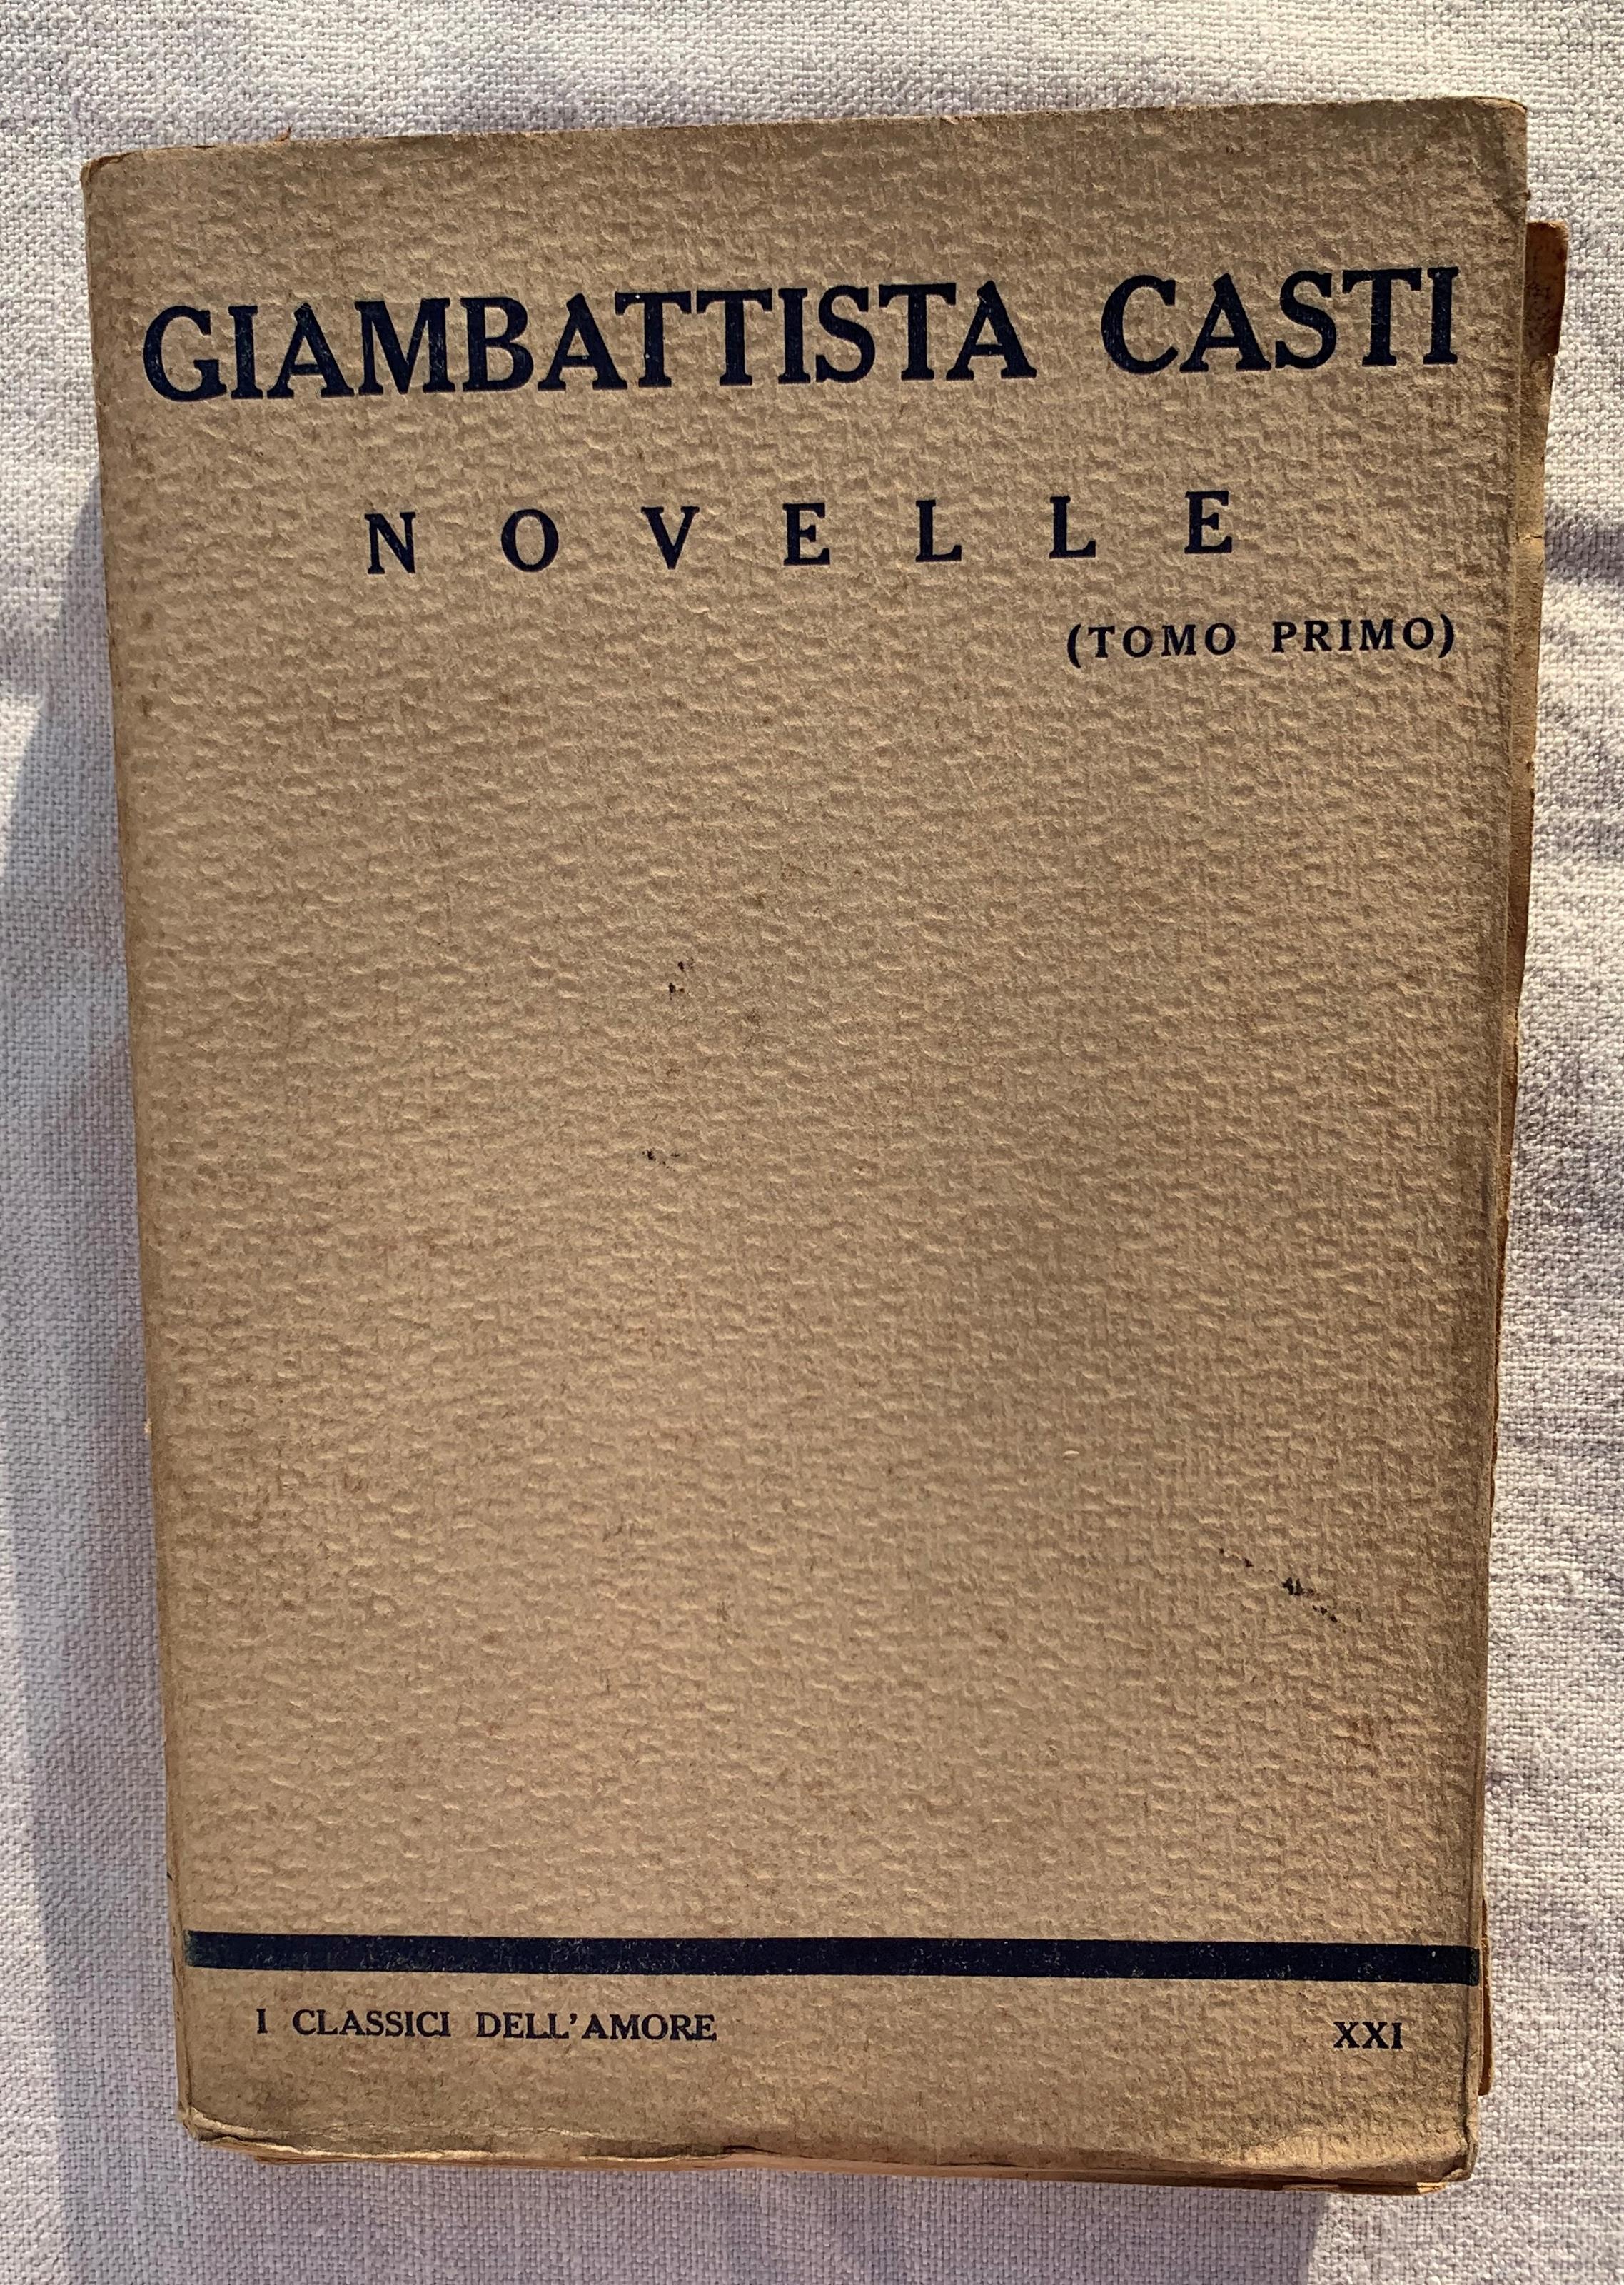 GIAMBATTISTA CASTI
NOVELLE
(TOMO PRIMO)
I CLASSICI DELL'AMORE XXI